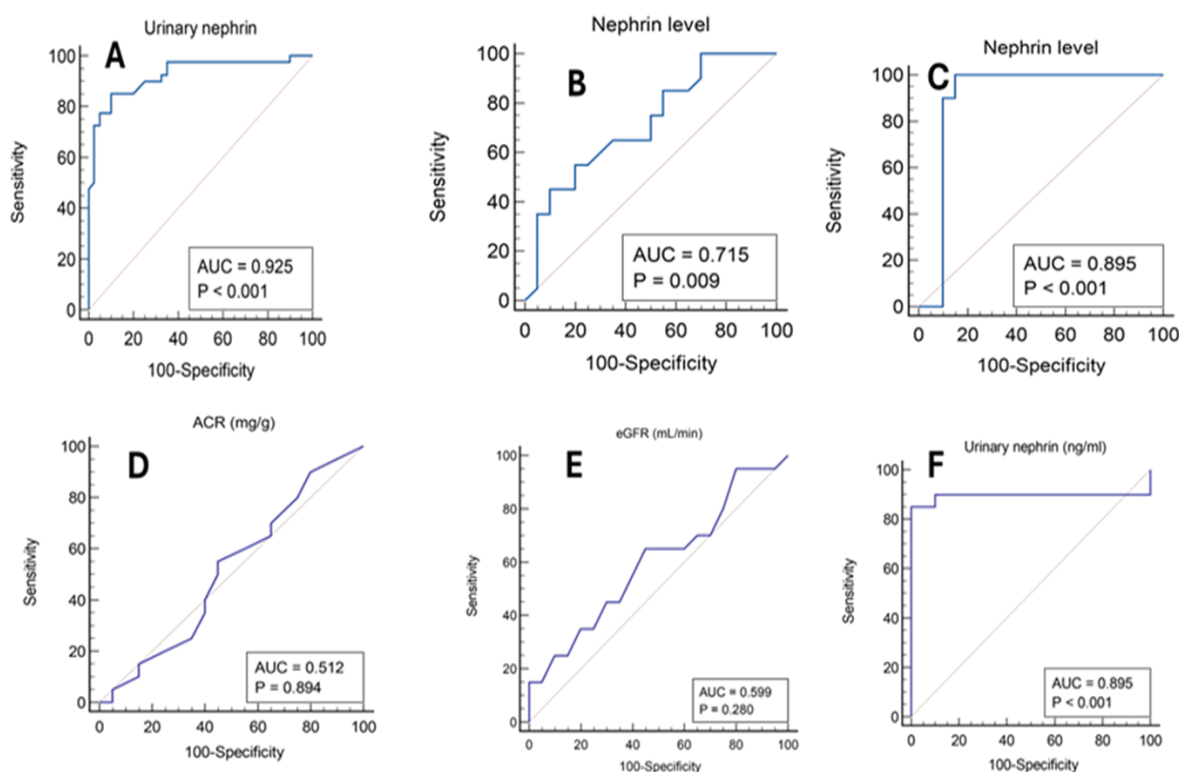 Urinary nephrin
A
100
80
60
40
20
0
Sensitivity
AUC = 0.925
P < 0.001
0 20 40 60 80 100
100-Specificity
Nephrin level
B
100
80
60
40
20
0
Sensitivity
AUC = 0.715
P = 0.009
0 20 40 60 80 100
100-Specificity
Nephrin level
C
100
80
60
40
20
0
Sensitivity
AUC = 0.895
P < 0.001
0 20 40 60 80 100
100-Specificity
ACR (mg/g)
D
100
80
60
40
20
0
Sensitivity
AUC = 0.512
P = 0.894
0 20 40 60 80 100
100-Specificity
eGFR (mL/min)
E
100
80
60
40
20
0
Sensitivity
AUC = 0.599
P = 0.280
0 20 40 60 80 100
100-Specificity
Urinary nephrin (ng/ml)
F
100
80
60
40
20
0
Sensitivity
AUC = 0.895
P < 0.001
0 20 40 60 80 100
100-Specificity